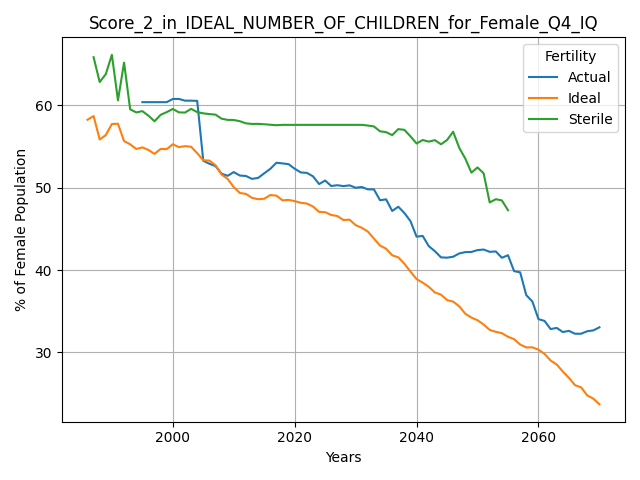 Score_2_in_IDEAL_NUMBER_OF_CHILDREN_for_Female_Q4_IQ
Fertility
Actual
Ideal
Sterile
% of Female Population
60
50
40
30
2000
2020
2040
2060
Years